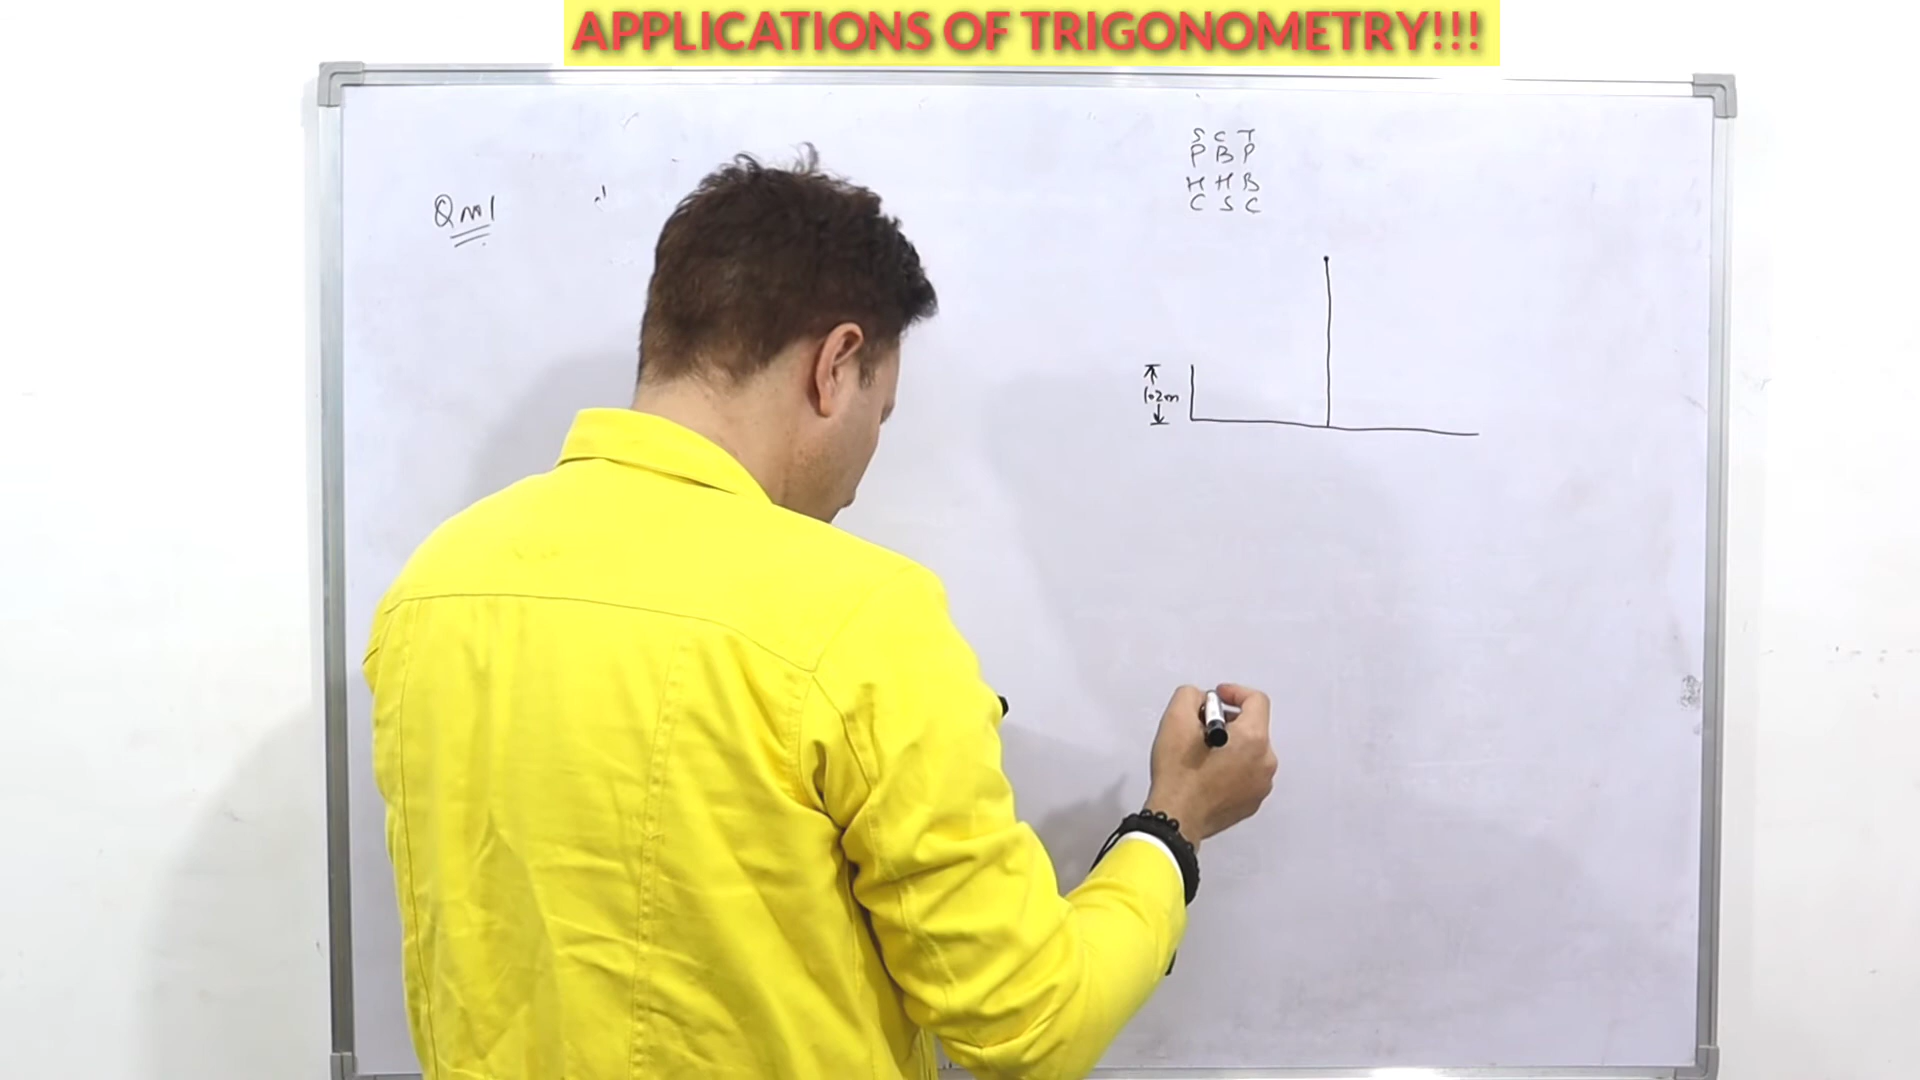 APPLICATIONS OF TRIGONOMETRY!!!
S C T
P B P
H H B
C S C
Q no 1
1.2m